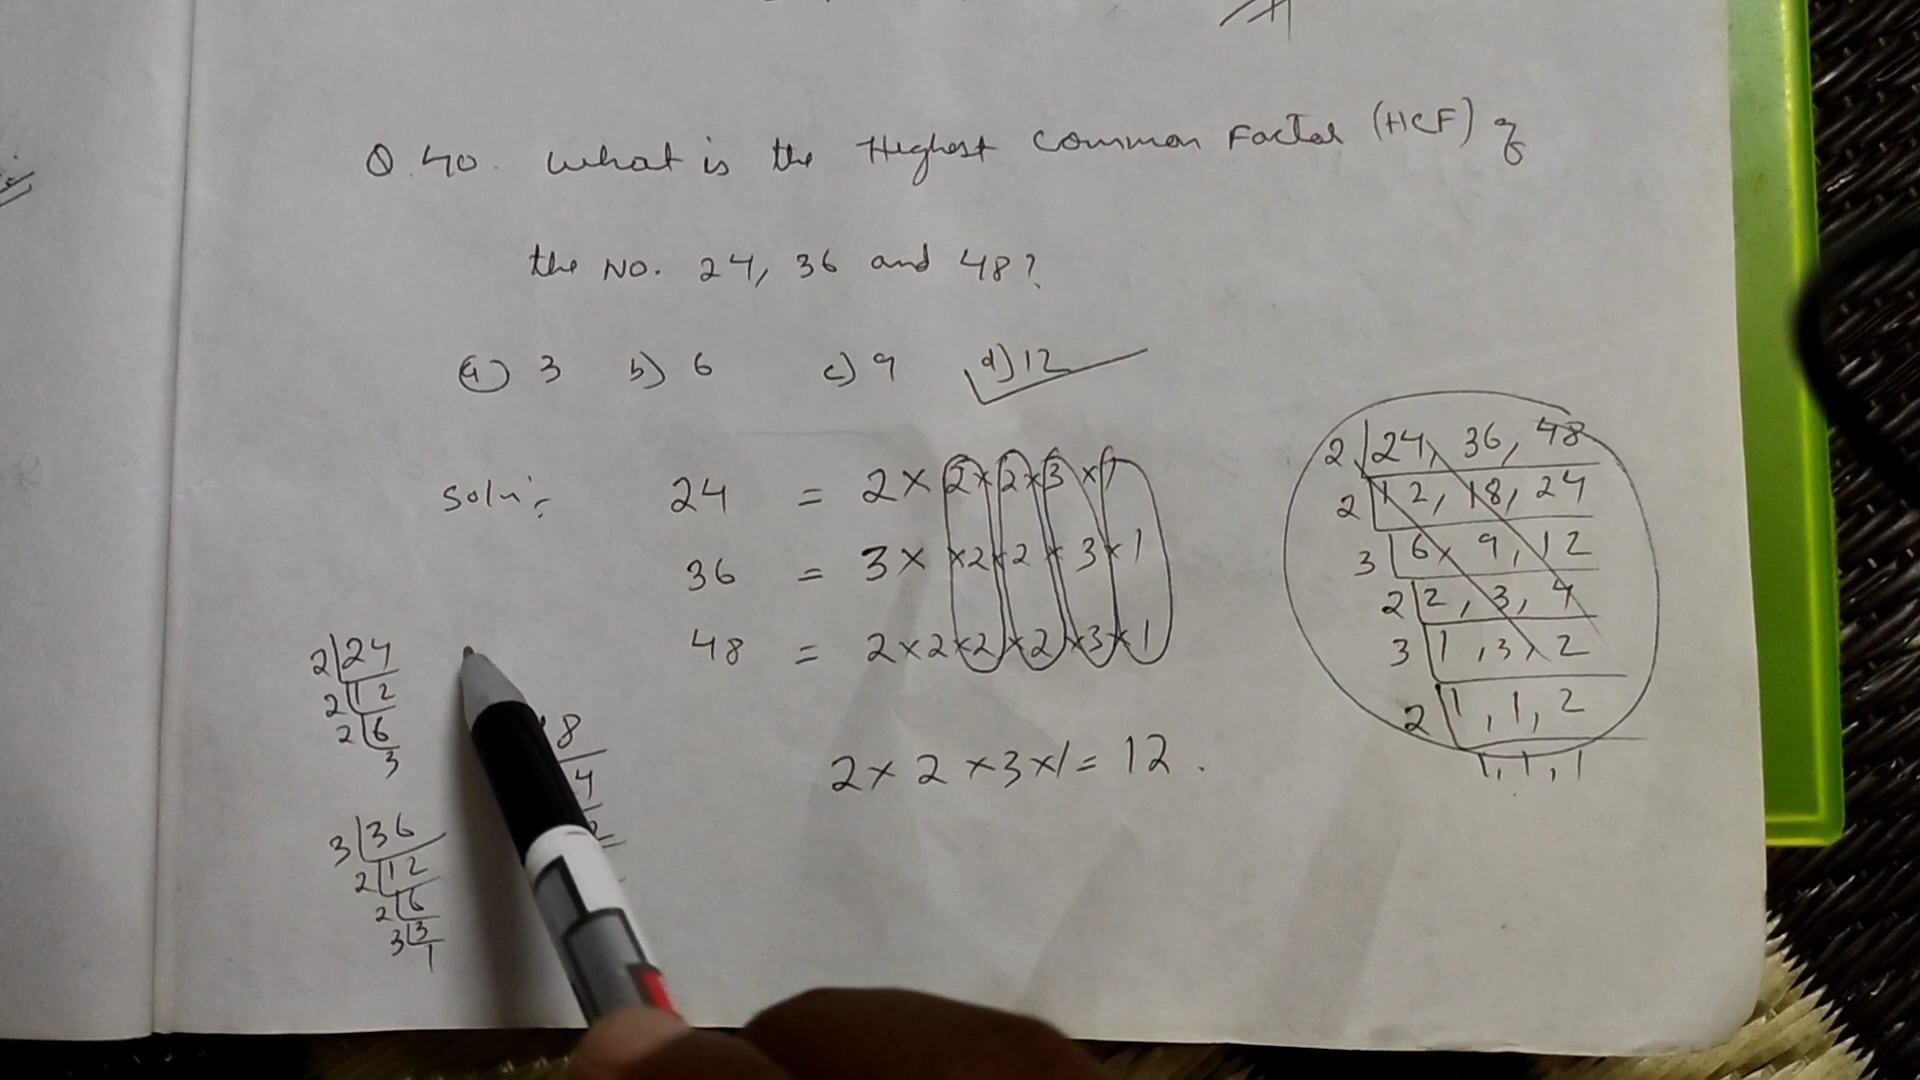 Q.40. What is the Highest Common Factor (HCF) of
the No. 24, 36 and 48?
(a) 3 b) 6 c) 9 d) 12
Soln:- 24 = 2 × 2 × 2 × 3 × 1
36 = 3 × × 2 × 2 × 3 × 1
48 = 2 × 2 × 2 × 2 × 3 × 1
2 × 2 × 3 × 1 = 12.
2 | 24
2 | 12
2 | 6
3
3 | 36
2 | 12
2 | 6
3 | 3
1
8
4
2
2 | 24, 36, 48
2 | 12, 18, 24
3 | 6, 9, 12
2 | 2, 3, 4
3 | 1, 3, 2
2 | 1, 1, 2
1, 1, 1